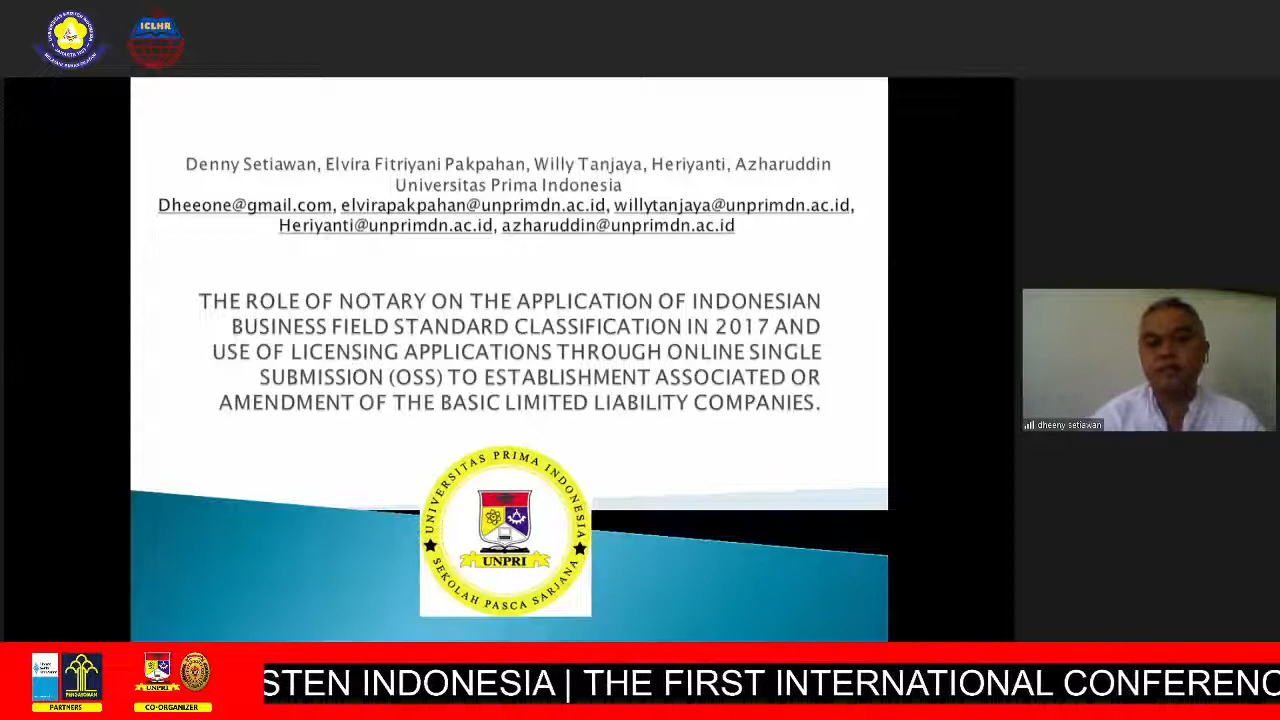 ICLHR
Denny Setiawan, Elvira Fitriyani Pakpahan, Willy Tanjaya, Heriyanti, Azharuddin
Universitas Prima Indonesia
Dheeone@gmail.com, elvirapakpahan@unprimdn.ac.id, willytanjaya@unprimdn.ac.id,
Heriyanti@unprimdn.ac.id, azharuddin@unprimdn.ac.id
THE ROLE OF NOTARY ON THE APPLICATION OF INDONESIAN
BUSINESS FIELD STANDARD CLASSIFICATION IN 2017 AND
USE OF LICENSING APPLICATIONS THROUGH ONLINE SINGLE
SUBMISSION (OSS) TO ESTABLISHMENT ASSOCIATED OR
AMENDMENT OF THE BASIC LIMITED LIABILITY COMPANIES.
dheeny setiawan
UNIVERSITAS PRIMA INDONESIA
UNPRI
SEKOLAH PASCA SARJANA
PENGAYOMAN
UNPRI
PARTNERS
CO-ORGANIZER
STEN INDONESIA | THE FIRST INTERNATIONAL CONFERENC